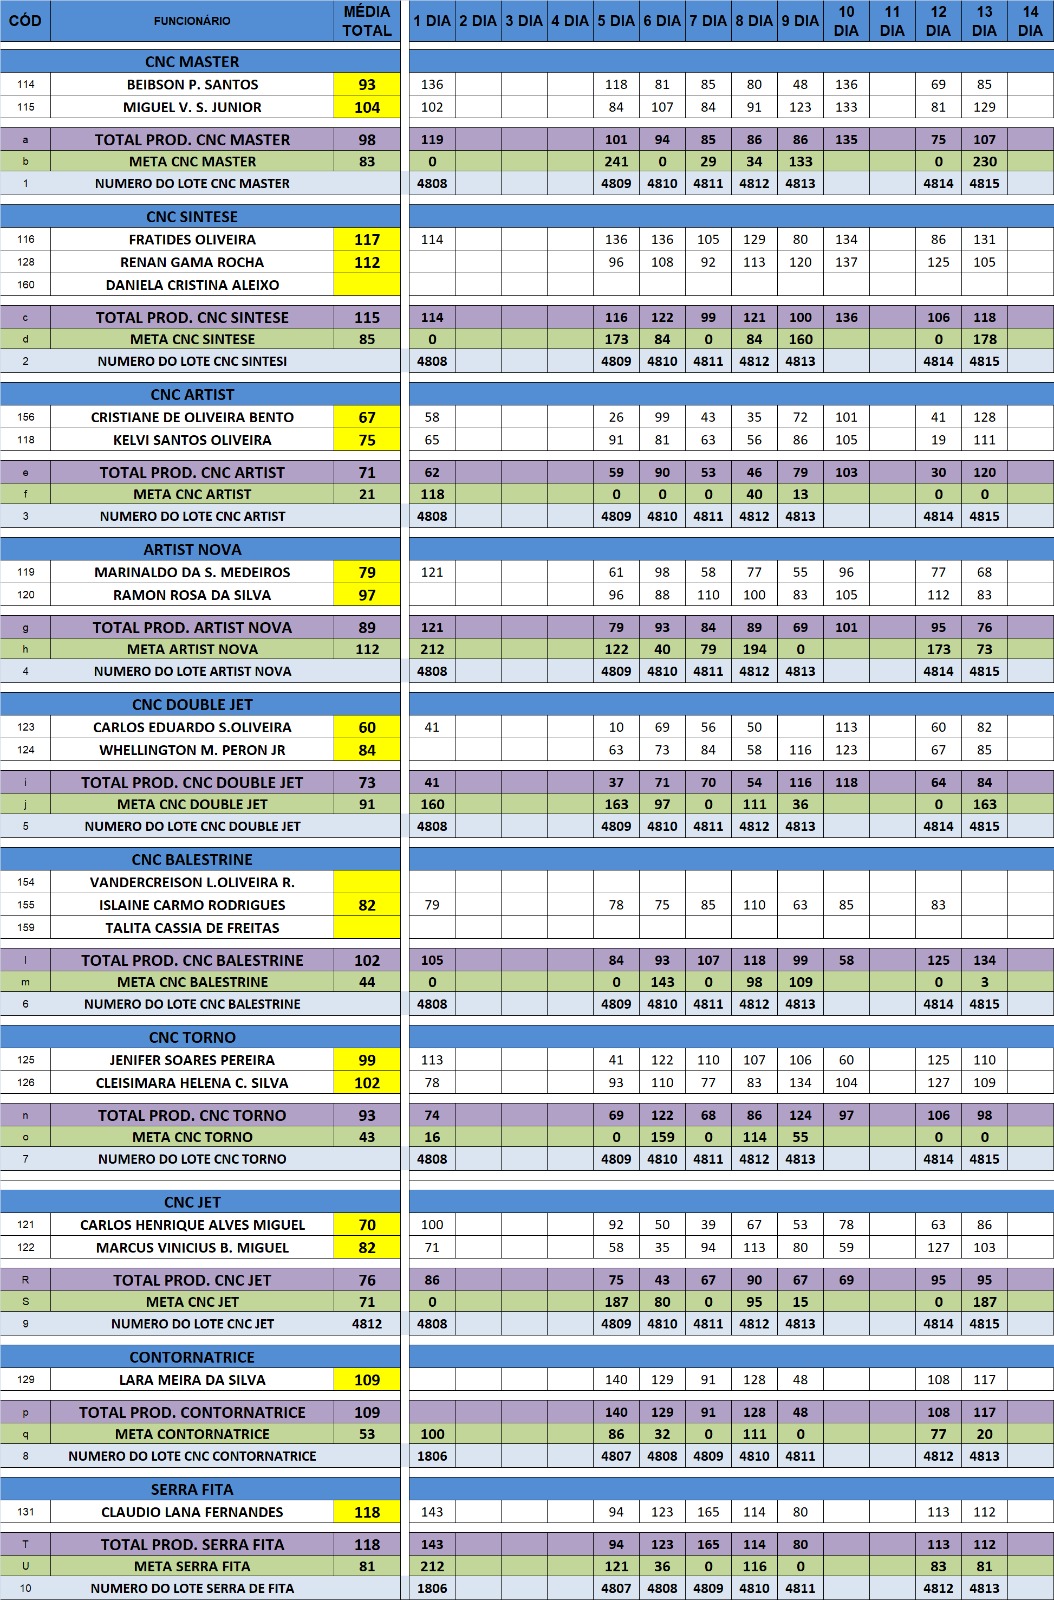 CÓD FUNCIONÁRIO MÉDIA TOTAL 1 DIA 2 DIA 3 DIA 4 DIA 5 DIA 6 DIA 7 DIA 8 DIA 9 DIA 10 DIA 11 DIA 12 DIA 13 DIA 14 DIA
CNC MASTER
114 BEIBSON P. SANTOS 93 136 118 81 85 80 48 136 69 85
115 MIGUEL V. S. JUNIOR 104 102 84 107 84 91 123 133 81 129
a TOTAL PROD. CNC MASTER 98 119 101 94 85 86 86 135 75 107
b META CNC MASTER 83 0 241 0 29 34 133 0 230
1 NUMERO DO LOTE CNC MASTER 4808 4809 4810 4811 4812 4813 4814 4815
CNC SINTESE
116 FRATIDES OLIVEIRA 117 114 136 136 105 129 80 134 86 131
128 RENAN GAMA ROCHA 112 96 108 92 113 120 137 125 105
160 DANIELA CRISTINA ALEIXO
c TOTAL PROD. CNC SINTESE 115 114 116 122 99 121 100 136 106 118
d META CNC SINTESE 85 0 173 84 0 84 160 0 178
2 NUMERO DO LOTE CNC SINTESI 4808 4809 4810 4811 4812 4813 4814 4815
CNC ARTIST
156 CRISTIANE DE OLIVEIRA BENTO 67 58 26 99 43 35 72 101 41 128
118 KELVI SANTOS OLIVEIRA 75 65 91 81 63 56 86 105 19 111
e TOTAL PROD. CNC ARTIST 71 62 59 90 53 46 79 103 30 120
f META CNC ARTIST 21 118 0 0 0 40 13 0 0
3 NUMERO DO LOTE CNC ARTIST 4808 4809 4810 4811 4812 4813 4814 4815
ARTIST NOVA
119 MARINALDO DA S. MEDEIROS 79 121 61 98 58 77 55 96 77 68
120 RAMON ROSA DA SILVA 97 96 88 110 100 83 105 112 83
g TOTAL PROD. ARTIST NOVA 89 121 79 93 84 89 69 101 95 76
h META ARTIST NOVA 112 212 122 40 79 194 0 173 73
4 NUMERO DO LOTE ARTIST NOVA 4808 4809 4810 4811 4812 4813 4814 4815
CNC DOUBLE JET
123 CARLOS EDUARDO S.OLIVEIRA 60 41 10 69 56 50 113 60 82
124 WHELLINGTON M. PERON JR 84 63 73 84 58 116 123 67 85
i TOTAL PROD. CNC DOUBLE JET 73 41 37 71 70 54 116 118 64 84
j META CNC DOUBLE JET 91 160 163 97 0 111 36 0 163
5 NUMERO DO LOTE CNC DOUBLE JET 4808 4809 4810 4811 4812 4813 4814 4815
CNC BALESTRINE
154 VANDERCREISON L.OLIVEIRA R.
155 ISLAINE CARMO RODRIGUES 82 79 78 75 85 110 63 85 83
159 TALITA CASSIA DE FREITAS
l TOTAL PROD. CNC BALESTRINE 102 105 84 93 107 118 99 58 125 134
m META CNC BALESTRINE 44 0 0 143 0 98 109 0 3
6 NUMERO DO LOTE CNC BALESTRINE 4808 4809 4810 4811 4812 4813 4814 4815
CNC TORNO
125 JENIFER SOARES PEREIRA 99 113 41 122 110 107 106 60 125 110
126 CLEISIMARA HELENA C. SILVA 102 78 93 110 77 83 134 104 127 109
n TOTAL PROD. CNC TORNO 93 74 69 122 68 86 124 97 106 98
o META CNC TORNO 43 16 0 159 0 114 55 0 0
7 NUMERO DO LOTE CNC TORNO 4808 4809 4810 4811 4812 4813 4814 4815
CNC JET
121 CARLOS HENRIQUE ALVES MIGUEL 70 100 92 50 39 67 53 78 63 86
122 MARCUS VINICIUS B. MIGUEL 82 71 58 35 94 113 80 59 127 103
R TOTAL PROD. CNC JET 76 86 75 43 67 90 67 69 95 95
S META CNC JET 71 0 187 80 0 95 15 0 187
9 NUMERO DO LOTE CNC JET 4812 4808 4809 4810 4811 4812 4813 4814 4815
CONTORNATRICE
129 LARA MEIRA DA SILVA 109 140 129 91 128 48 108 117
p TOTAL PROD. CONTORNATRICE 109 140 129 91 128 48 108 117
q META CONTORNATRICE 53 100 86 32 0 111 0 77 20
8 NUMERO DO LOTE CNC CONTORNATRICE 1806 4807 4808 4809 4810 4811 4812 4813
SERRA FITA
131 CLAUDIO LANA FERNANDES 118 143 94 123 165 114 80 113 112
T TOTAL PROD. SERRA FITA 118 143 94 123 165 114 80 113 112
U META SERRA FITA 81 212 121 36 0 116 0 83 81
10 NUMERO DO LOTE SERRA DE FITA 1806 4807 4808 4809 4810 4811 4812 4813